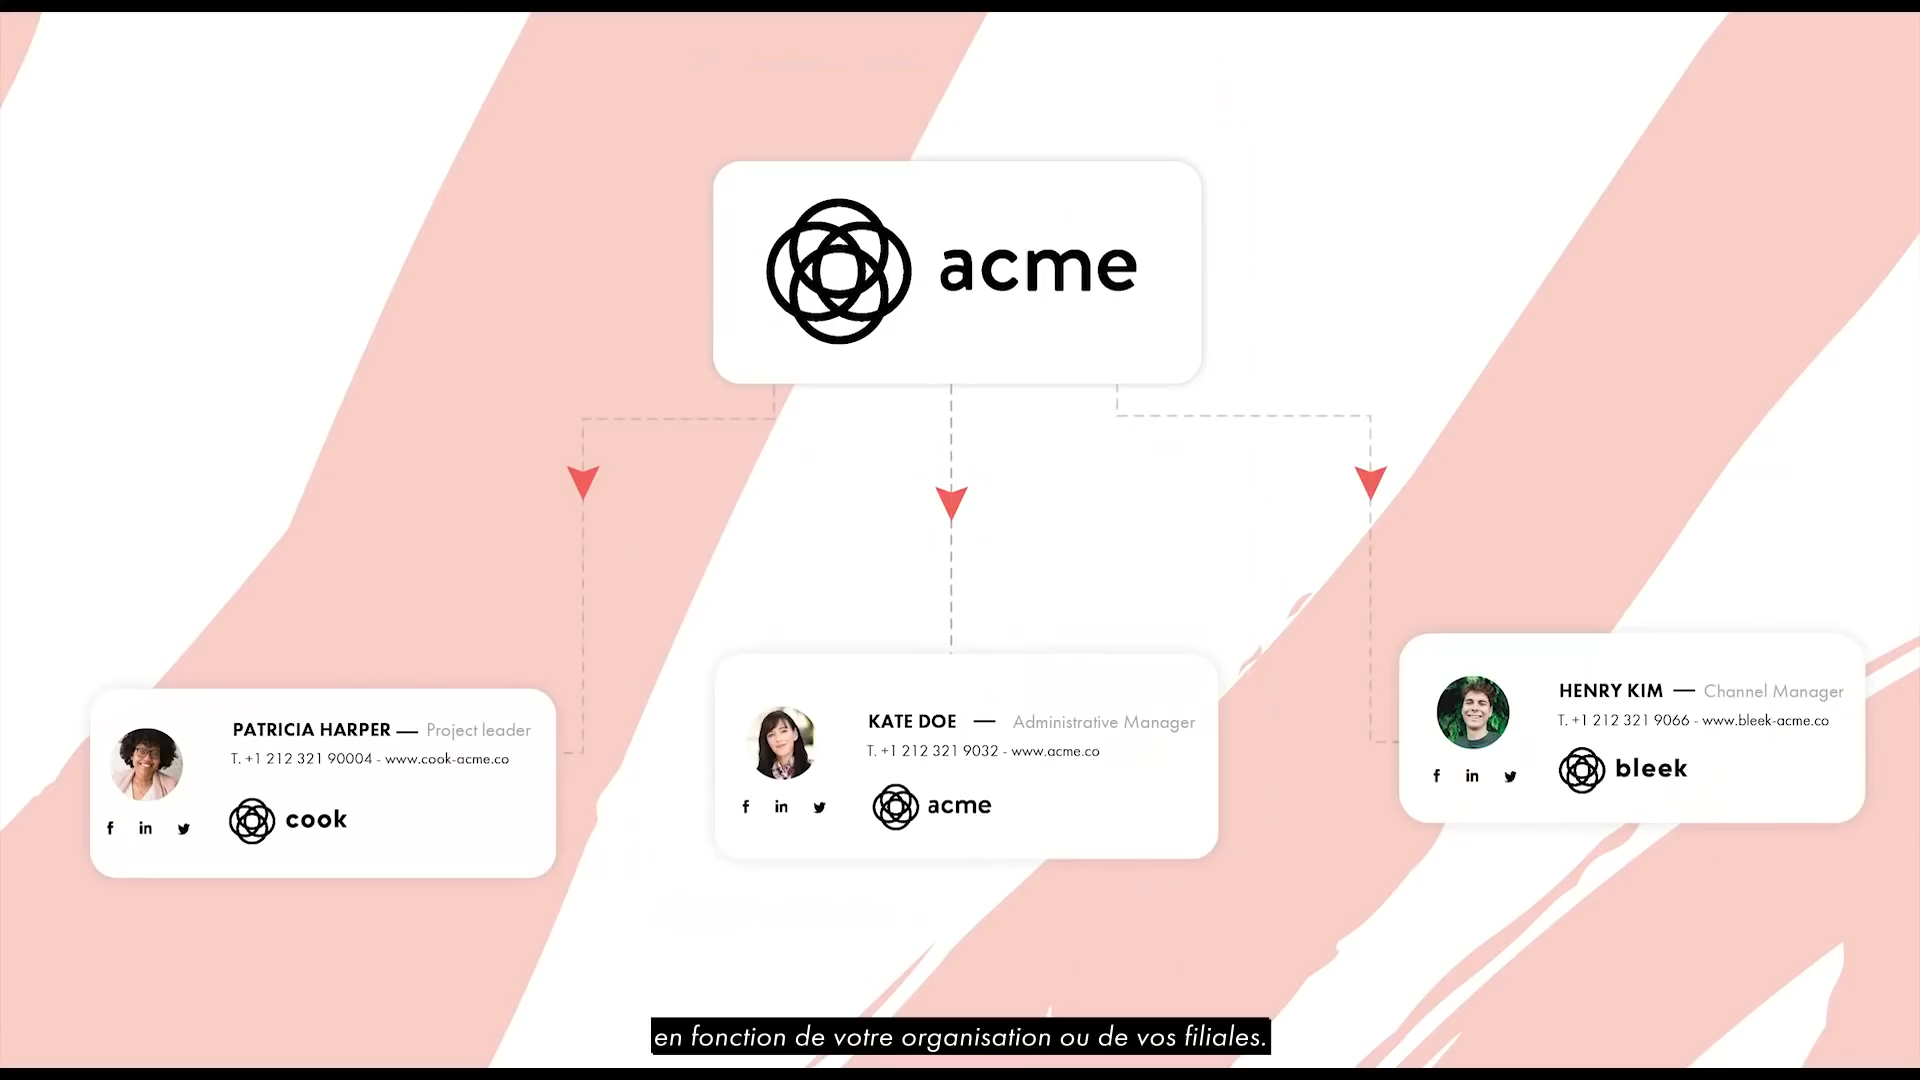 acme
PATRICIA HARPER — Project leader
T. +1 212 321 90004 - www.cook-acme.co
f in
cook
KATE DOE — Administrative Manager
T. +1 212 321 9032 - www.acme.co
f in
acme
HENRY KIM — Channel Manager
T. +1 212 321 9066 - www.bleek-acme.co
f in
bleek
en fonction de votre organisation ou de vos filiales.